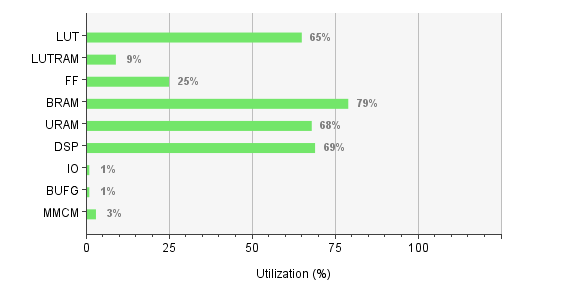 LUT 65%
LUTRAM 9%
FF 25%
BRAM 79%
URAM 68%
DSP 69%
IO 1%
BUFG 1%
MMCM 3%
0 25 50 75 100
Utilization (%)